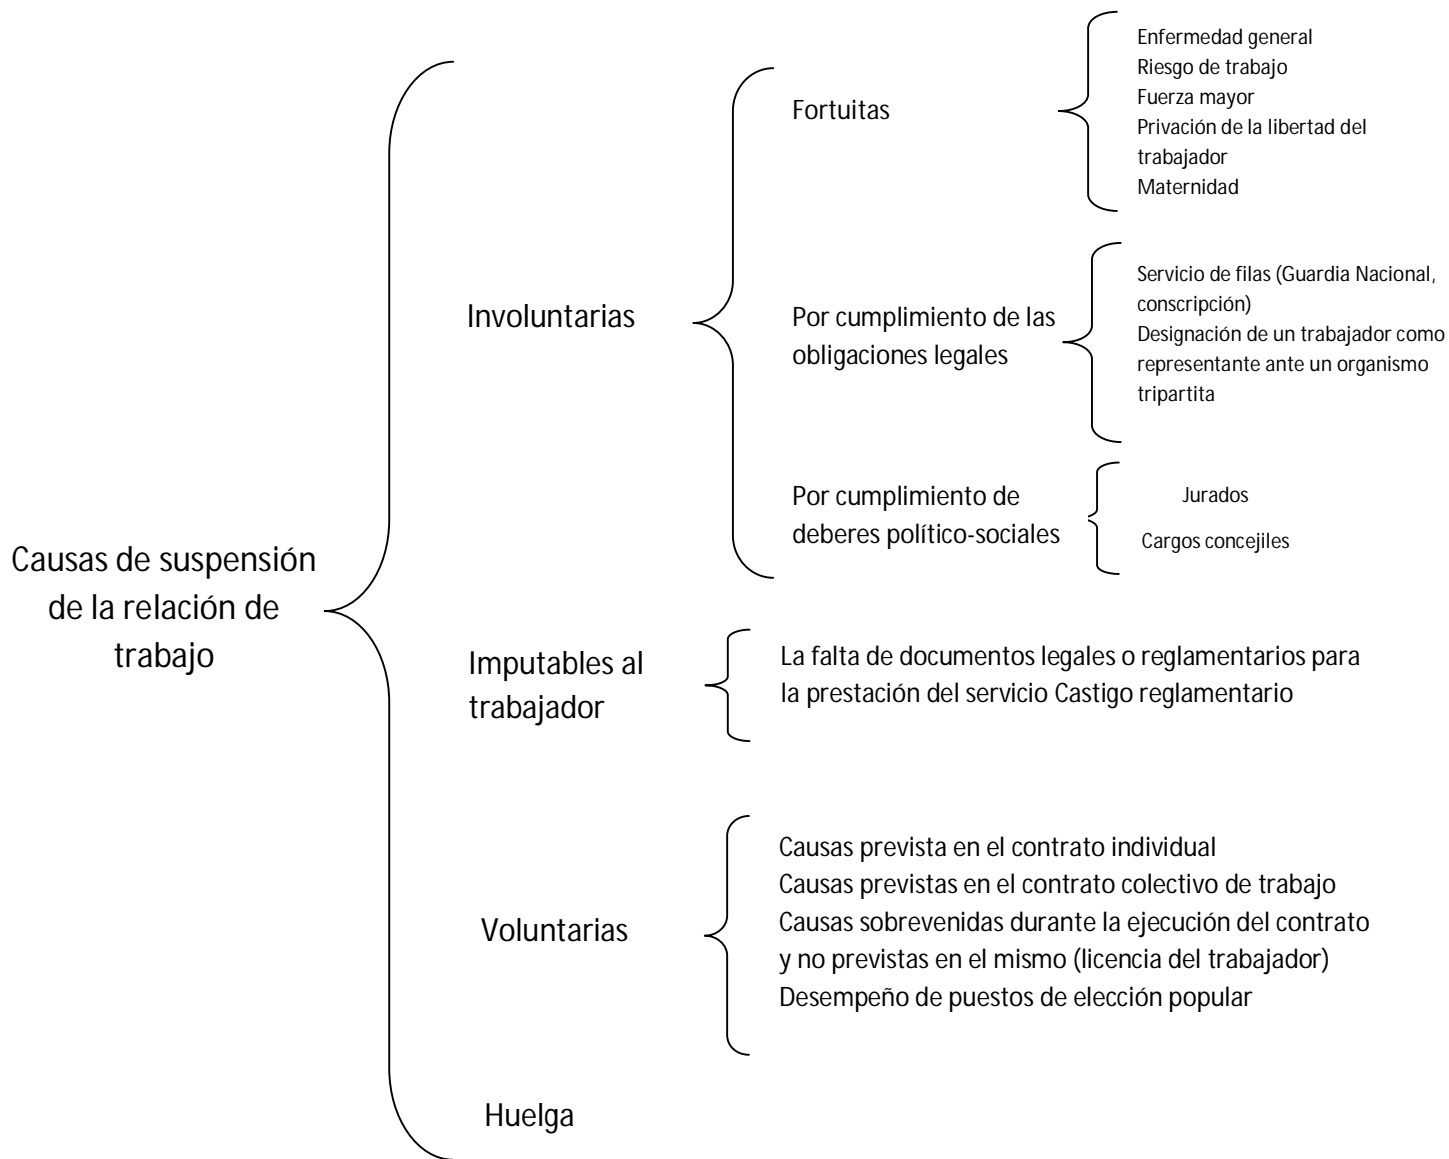 Causas de suspensión
de la relación de
trabajo
Involuntarias
Fortuitas
Enfermedad general
Riesgo de trabajo
Fuerza mayor
Privación de la libertad del
trabajador
Maternidad
Por cumplimiento de las
obligaciones legales
Servicio de filas (Guardia Nacional,
conscripción)
Designación de un trabajador como
representante ante un organismo
tripartita
Por cumplimiento de
deberes político-sociales
Jurados
Cargos concejiles
Imputables al
trabajador
La falta de documentos legales o reglamentarios para
la prestación del servicio Castigo reglamentario
Voluntarias
Causas prevista en el contrato individual
Causas previstas en el contrato colectivo de trabajo
Causas sobrevenidas durante la ejecución del contrato
y no previstas en el mismo (licencia del trabajador)
Desempeño de puestos de elección popular
Huelga